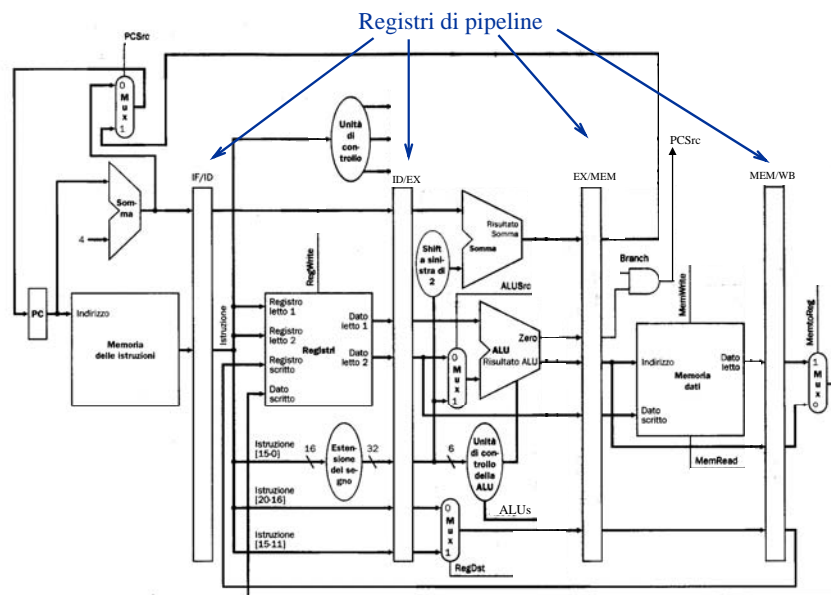 Registri di pipeline
PCSrc
0
M
u
x
1
Unità
di
con-
trollo
PCSrc
IF/ID
ID/EX
EX/MEM
MEM/WB
Som-
ma
4
Risultato
Somma
Somma
Shift
a sini-
stra di
2
Branch
RegWrite
ALUSrc
MemWrite
MemtoReg
PC
Indirizzo
Memoria
delle istruzioni
Istruzione
Registro
letto 1
Registro
letto 2
Registro
scritto
Dato
scritto
Registri
Dato
letto 1
Dato
letto 2
0
M
u
x
1
Zero
ALU
Risultato ALU
Indirizzo
Dato
letto
Memoria
dati
Dato
scritto
1
M
u
x
0
MemRead
Istruzione
[15-0]
16
Estensione
del se-
gno
32
6
Unità di
controllo
della
ALU
ALUs
Istruzione
[20-16]
Istruzione
[15-11]
0
M
u
x
1
RegDst